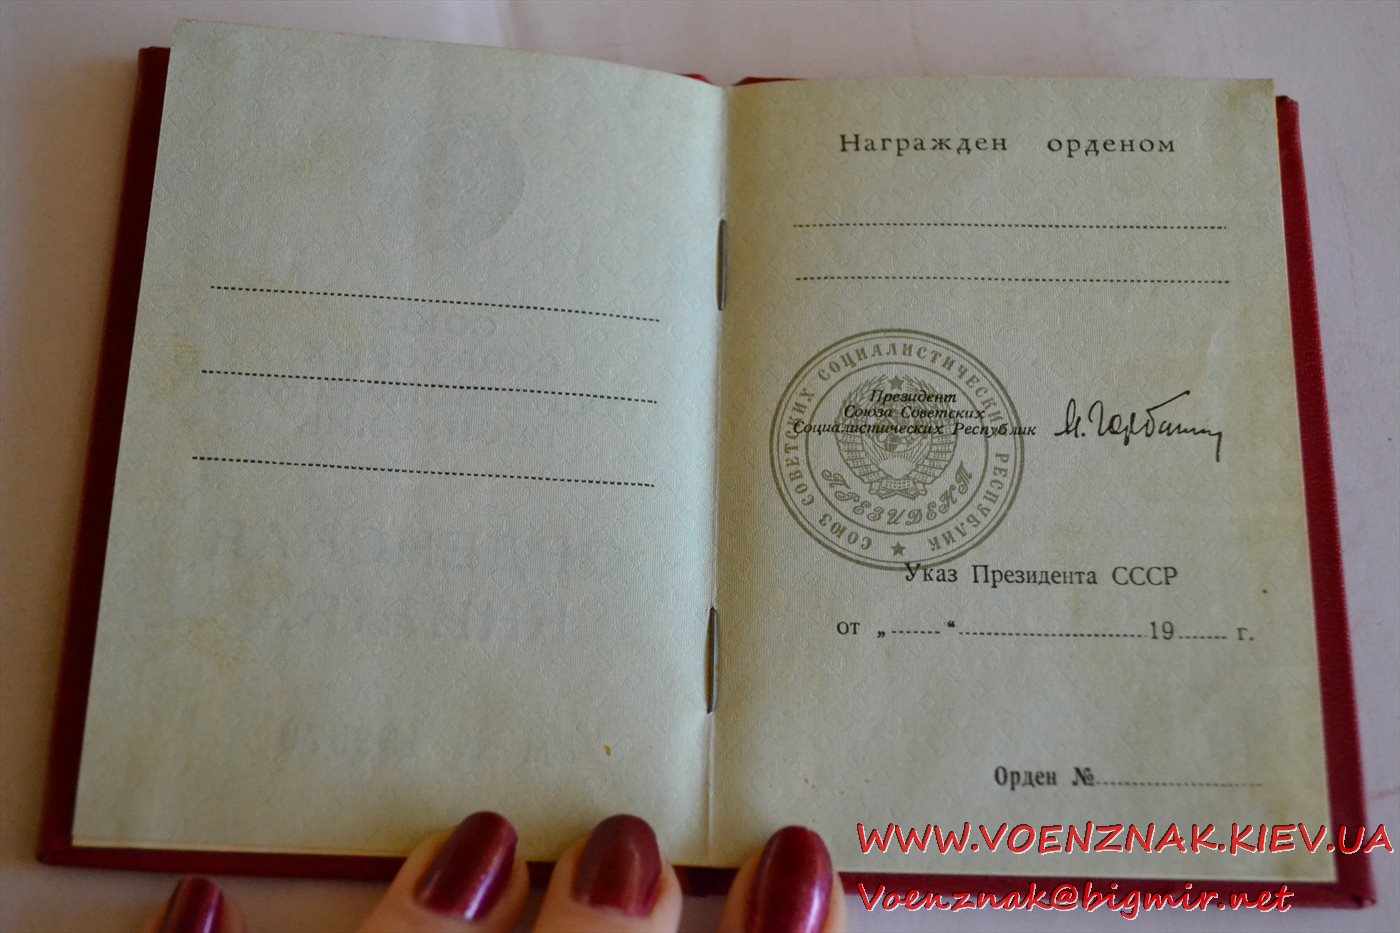 Награжден орденом
СОЮЗ СОВЕТСКИХ СОЦИАЛИСТИЧЕСКИХ РЕСПУБЛИК
Президент
Союза Советских
Социалистических Республик
М. Горбачев
ПРЕЗИДЕНТ
Указ Президента СССР
от „ “ 19 г.
Орден №
WWW.VOENZNAK.KIEV.UA
Voenznak@bigmir.net